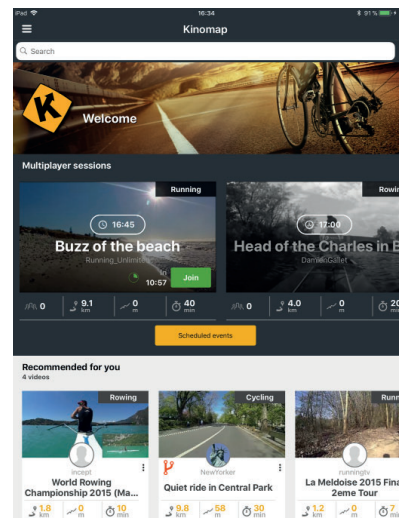 iPad 16:34 91 %
Kinomap
Search
Welcome
Multiplayer sessions
Running
16:45
Buzz of the beach
Running_Unlimited
in
10:57
Join
0 9.1 km 0 m 40 min
Rowin
17:00
Head of the Charles in B
DamienGallet
0 4.0 km 0 m 20 min
Scheduled events
Recommended for you
4 videos
Rowing
incept
World Rowing
Championship 2015 (Ma...
1.8 km 0 m 10 min
Cycling
NewYorker
Quiet ride in Central Park
9.8 km 58 m 30 min
Runn
runningtv
La Meldoise 2015 Fina
2eme Tour
1.2 km 0 m 7 min